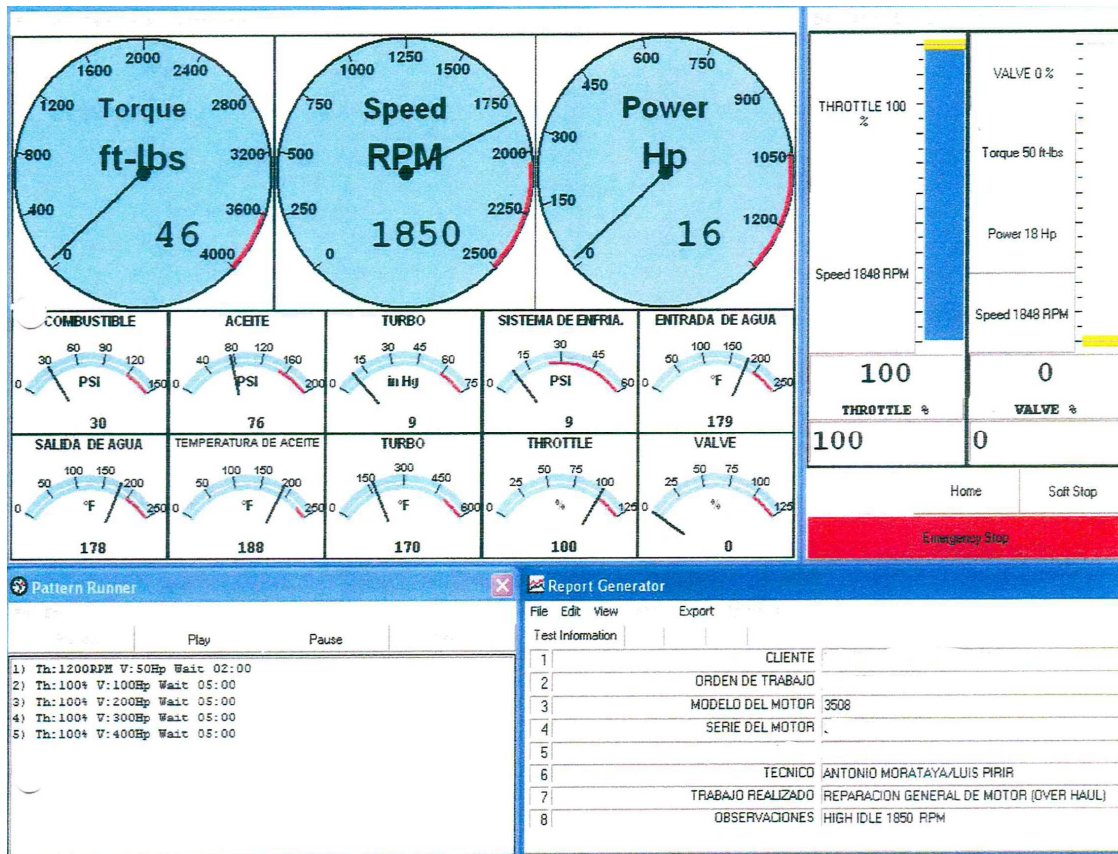 Torque
ft-lbs
0
400
800
1200
1600
2000
2400
2800
3200
3600
4000
46
Speed
RPM
0
250
500
750
1000
1250
1500
1750
2000
2250
2500
1850
Power
Hp
150
300
450
600
750
900
1050
1200
16
COMBUSTIBLE
0 30 60 90 120 150
PSI
30
ACEITE
0 40 80 120 160 200
PSI
76
TURBO
0 15 30 45 60 75
in Hg
9
SISTEMA DE ENFRIA.
0 15 30 45 60
PSI
9
ENTRADA DE AGUA
0 50 100 150 200 250
°F
179
SALIDA DE AGUA
0 50 100 150 200 250
°F
178
TEMPERATURA DE ACEITE
0 50 100 150 200 250
°F
188
TURBO
0 150 300 450 600
°F
170
THROTTLE
0 25 50 75 100 125
%
100
VALVE
0 25 50 75 100 125
%
0
THROTTLE 100
%
Speed 1848 RPM
VALVE 0 %
Torque 50 ft-lbs
Power 18 Hp
Speed 1848 RPM
100 0
THROTTLE % VALVE %
100 0
Home Soft Stop
Emergency Stop
Pattern Runner
Play Pause
1) Th:1200RPM V:50Hp Wait 02:00
2) Th:100% V:100Hp Wait 05:00
3) Th:100% V:200Hp Wait 05:00
4) Th:100% V:300Hp Wait 05:00
5) Th:100% V:400Hp Wait 05:00
Report Generator
File Edit View Export
Test Information
1 CLIENTE
2 ORDEN DE TRABAJO
3 MODELO DEL MOTOR 3508
4 SERIE DEL MOTOR
5
6 TECNICO ANTONIO MORATAYA/LUIS PIRIR
7 TRABAJO REALIZADO REPARACION GENERAL DE MOTOR (OVER HAUL)
8 OBSERVACIONES HIGH IDLE 1850 RPM